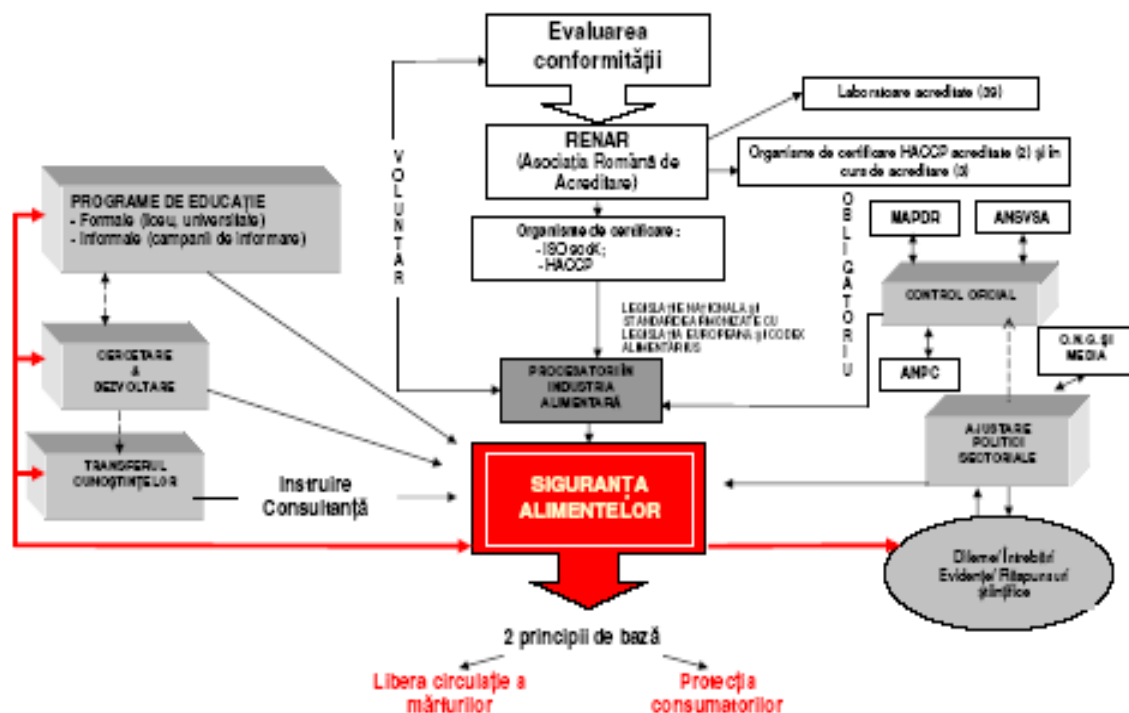 Evaluarea
conformității
Laboratoare acreditate (39)
RENAR
(Asociația Română de
Acreditare)
Organisme de certificare HACCP acreditate (2) și în
curs de acreditare (3)
VOLUNTAR
OBLIGATORIU
PROGRAME DE EDUCAȚIE
- Formale (liceu, universitate)
- Informale (campanii de informare)
Organisme de certificare :
- ISO
- HACCP
MAPDR
ANSVSA
CONTROL OFICIAL
LEGISLAȚIE NAȚIONALA și
STANDARDE ARMONIZATE CU
LEGISLAȚIA EUROPEANA și CODEX
ALIMENTARIUS
O.N.G. ȘI
MEDIA
CERCETARE
&
DEZVOLTARE
PROCESATORI ÎN
INDUSTRIA
ALIMENTARĂ
ANPC
AJUSTARE
POLITICI
SECTORIALE
TRANSFERUL
CUNOȘTINȚELOR
Instruire
Consultanță
SIGURANȚA
ALIMENTELOR
Dileme/ Întrebări/
Evidențe/ Răspunsuri
științifice
2 principii de bază
Libera circulație a
mărfurilor
Protecția
consumatorilor